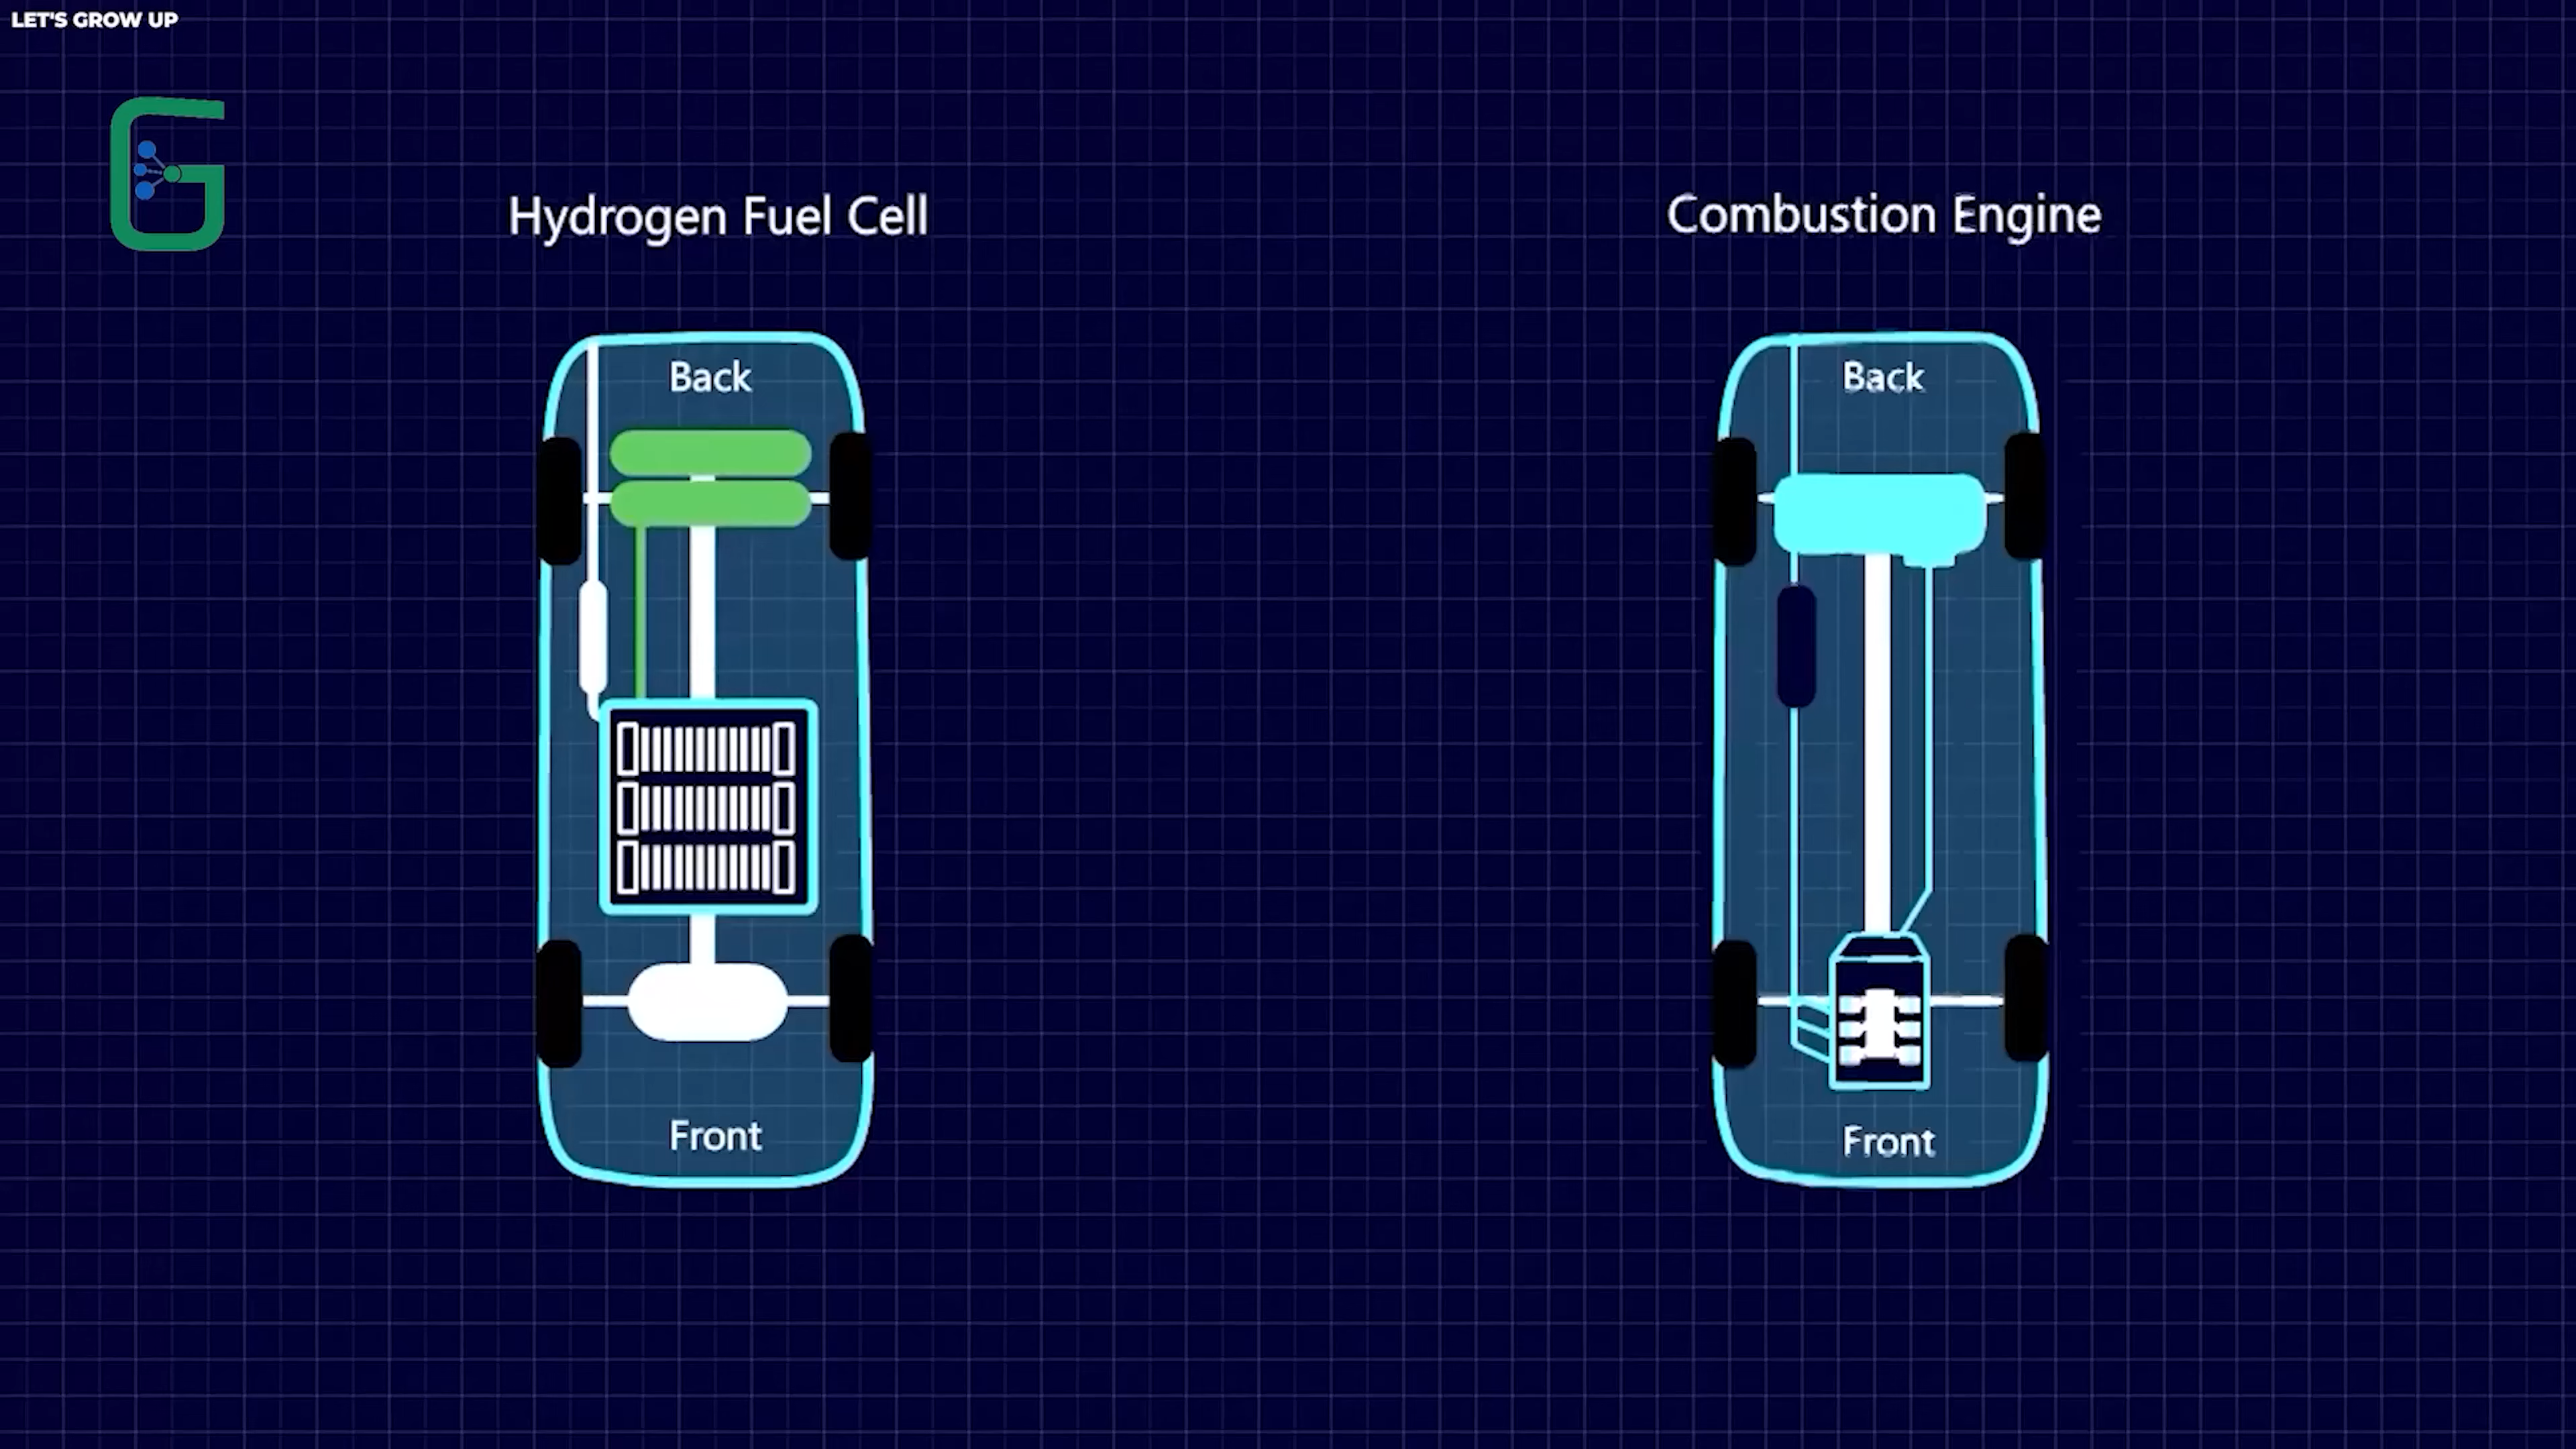 LET'S GROW UP
G
Hydrogen Fuel Cell
Combustion Engine
Back
Back
Front
Front